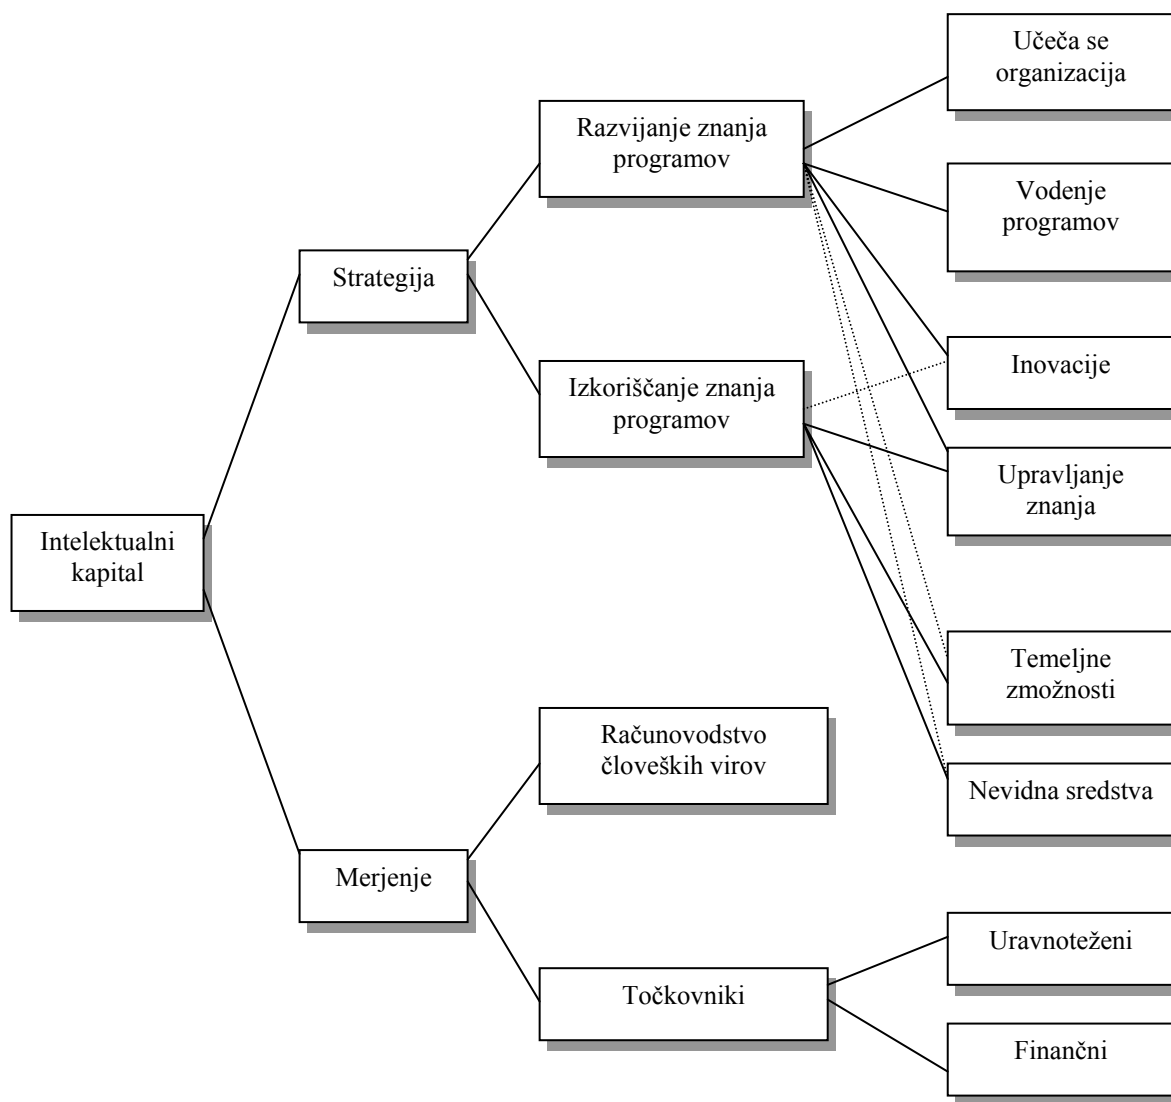 Učeča se
organizacija
Razvijanje znanja
programov
Vodenje
programov
Strategija
Inovacije
Izkoriščanje znanja
programov
Upravljanje
znanja
Intelektualni
kapital
Temeljne
zmožnosti
Računovodstvo
človeških virov
Nevidna sredstva
Merjenje
Uravnoteženi
Točkovniki
Finančni